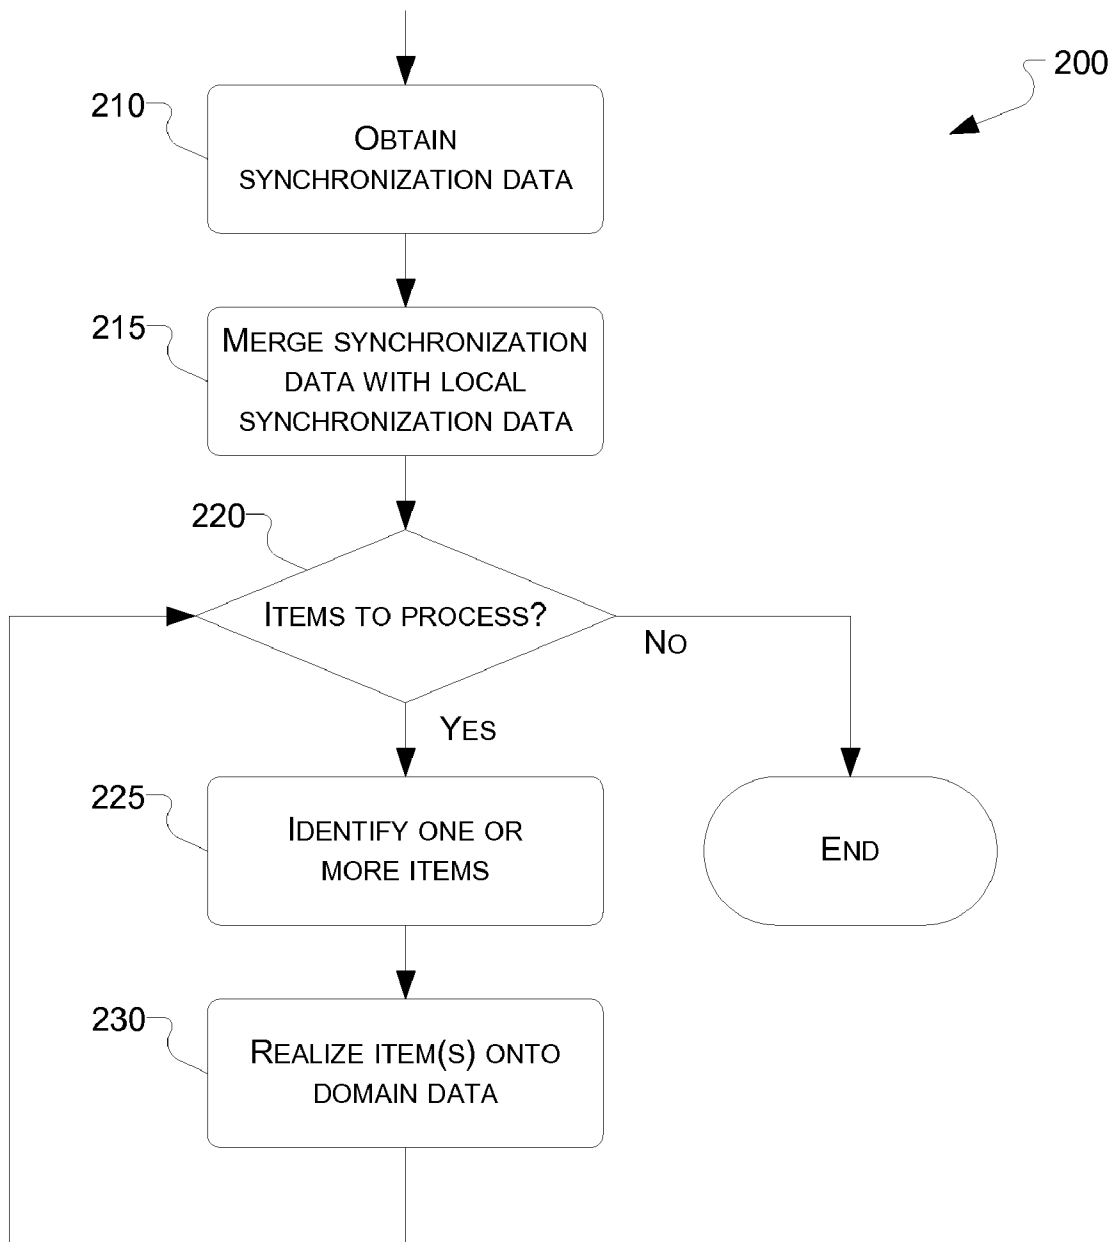 200
210
OBTAIN
SYNCHRONIZATION DATA
215
MERGE SYNCHRONIZATION
DATA WITH LOCAL
SYNCHRONIZATION DATA
220
ITEMS TO PROCESS?
NO
YES
225
IDENTIFY ONE OR
MORE ITEMS
END
230
REALIZE ITEM(S) ONTO
DOMAIN DATA